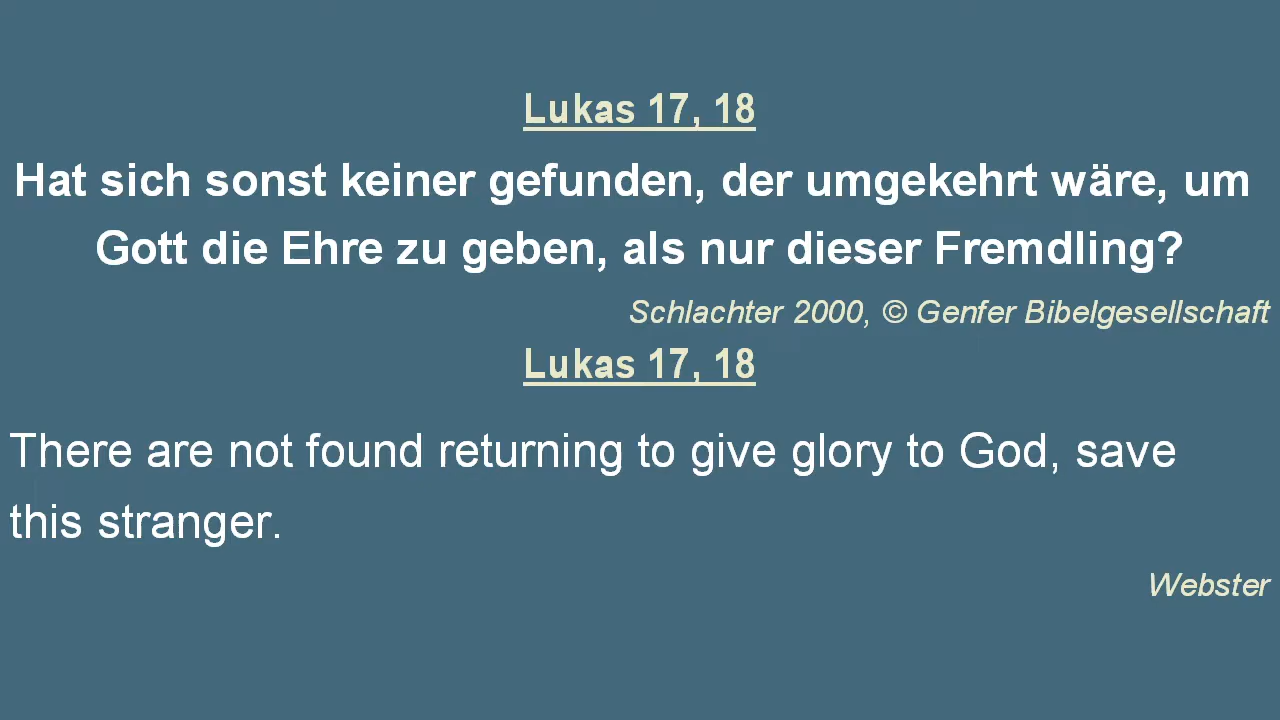 Lukas 17, 18
Hat sich sonst keiner gefunden, der umgekehrt wäre, um
Gott die Ehre zu geben, als nur dieser Fremdling?
Schlachter 2000, © Genfer Bibelgesellschaft
Lukas 17, 18
There are not found returning to give glory to God, save
this stranger.
Webster